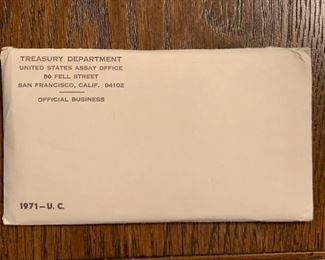 TREASURY DEPARTMENT
UNITED STATES ASSAY OFFICE
50 FELL STREET
SAN FRANCISCO, CALIF. 94102
OFFICIAL BUSINESS
1971—U. C.